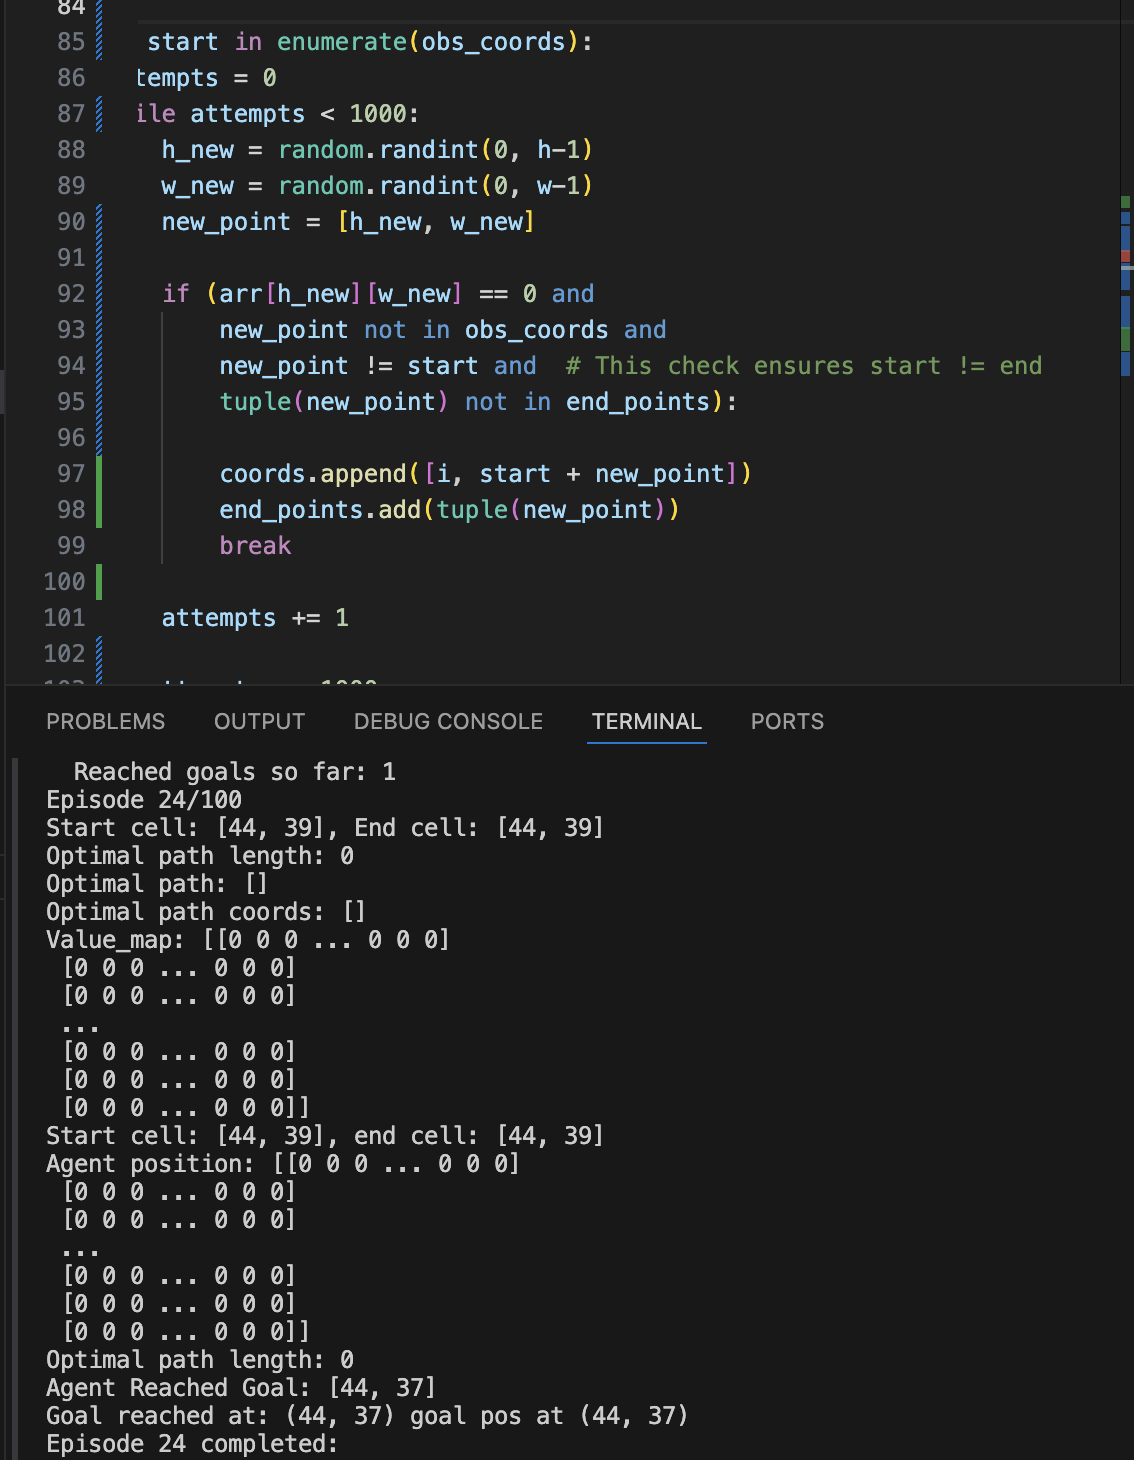 84
85 start in enumerate(obs_coords):
86 tempts = 0
87 ile attempts < 1000:
88 h_new = random.randint(0, h-1)
89 w_new = random.randint(0, w-1)
90 new_point = [h_new, w_new]
91
92 if (arr[h_new][w_new] == 0 and
93 new_point not in obs_coords and
94 new_point != start and  # This check ensures start != end
95 tuple(new_point) not in end_points):
96
97 coords.append([i, start + new_point])
98 end_points.add(tuple(new_point))
99 break
100
101 attempts += 1
102
PROBLEMS OUTPUT DEBUG CONSOLE TERMINAL PORTS
Reached goals so far: 1
Episode 24/100
Start cell: [44, 39], End cell: [44, 39]
Optimal path length: 0
Optimal path: []
Optimal path coords: []
Value_map: [[0 0 0 ... 0 0 0]
[0 0 0 ... 0 0 0]
[0 0 0 ... 0 0 0]
...
[0 0 0 ... 0 0 0]
[0 0 0 ... 0 0 0]
[0 0 0 ... 0 0 0]]
Start cell: [44, 39], end cell: [44, 39]
Agent position: [[0 0 0 ... 0 0 0]
[0 0 0 ... 0 0 0]
[0 0 0 ... 0 0 0]
...
[0 0 0 ... 0 0 0]
[0 0 0 ... 0 0 0]
[0 0 0 ... 0 0 0]]
Optimal path length: 0
Agent Reached Goal: [44, 37]
Goal reached at: (44, 37) goal pos at (44, 37)
Episode 24 completed: